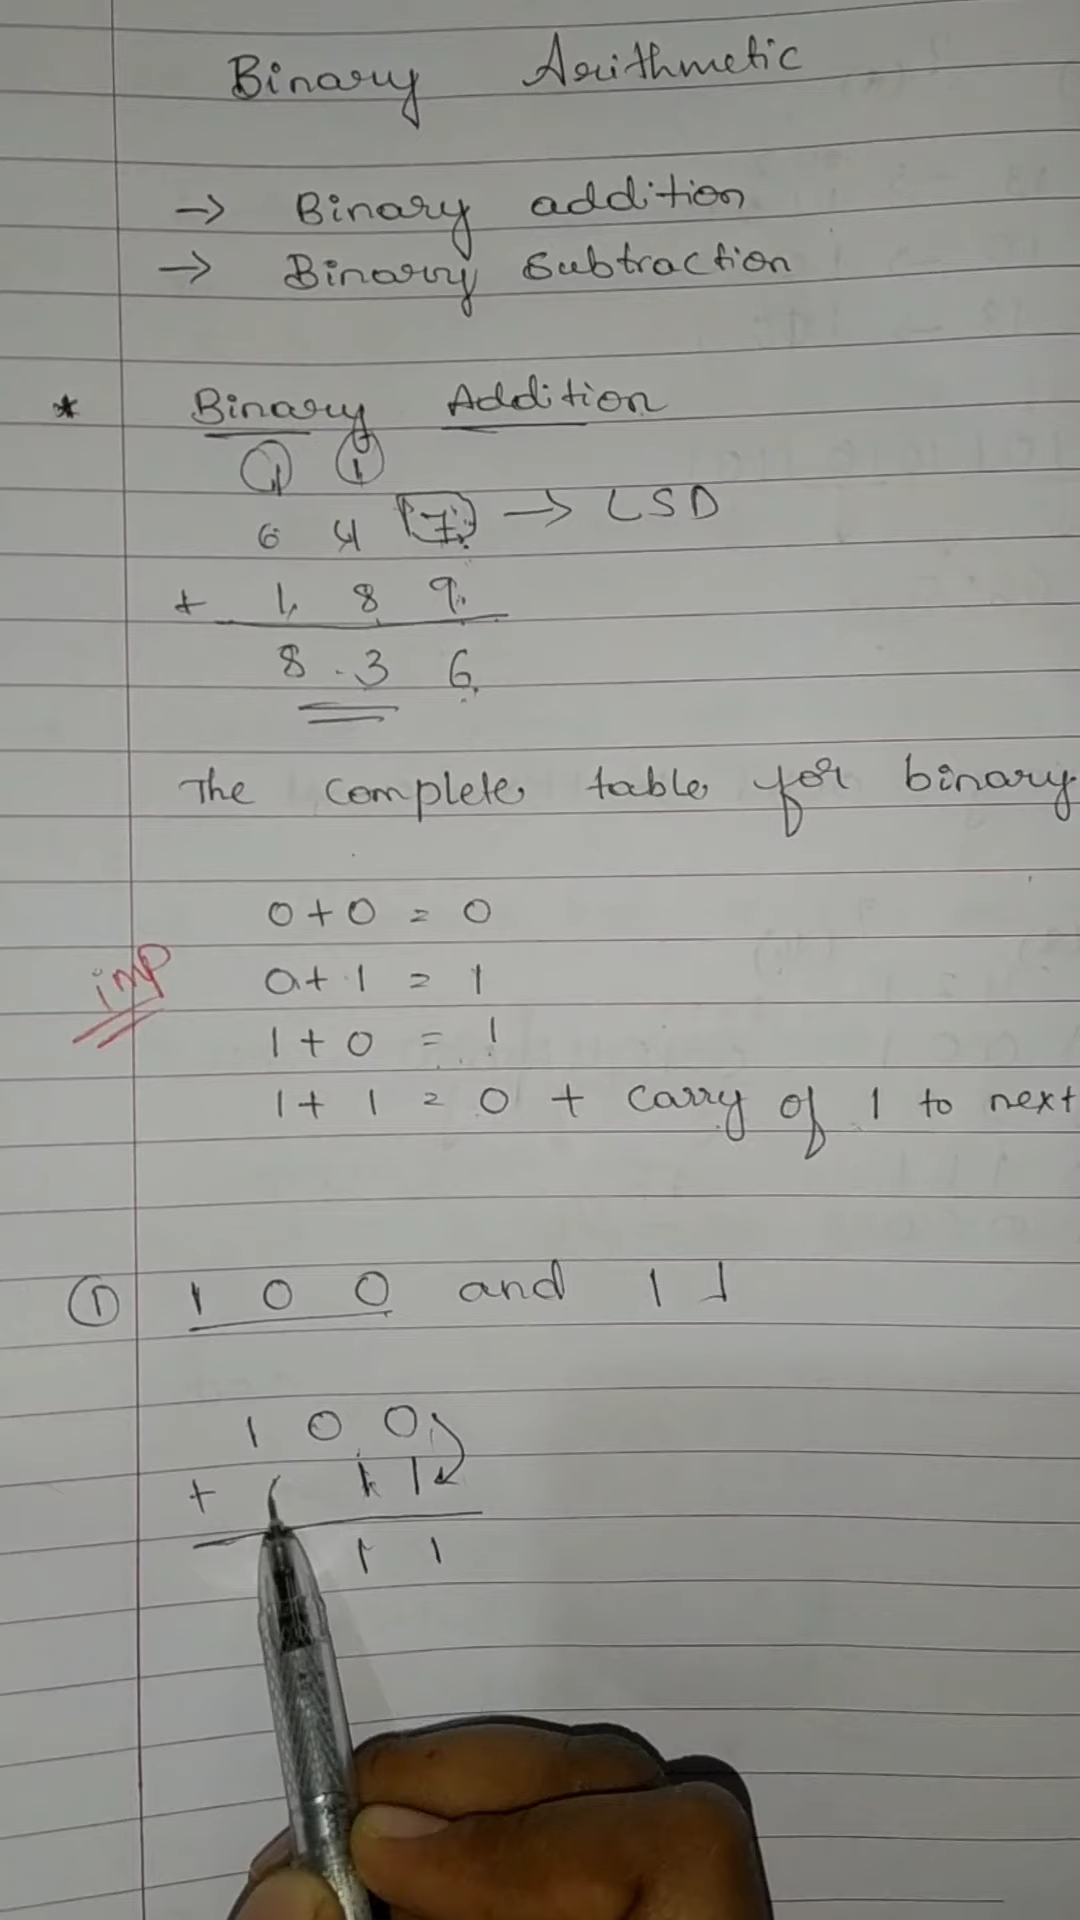 Binary Arithmetic
→ Binary addition
→ Binary subtraction
* Binary Addition
1 1
6 4 7 → LSD
+ 1 8 9
8 3 6
The complete table for binary
0 + 0 = 0
imp
0 + 1 = 1
1 + 0 = 1
1 + 1 = 0 + carry of 1 to next
① 1 0 0 and 1 1
1 0 0
+ 1 1
1 1